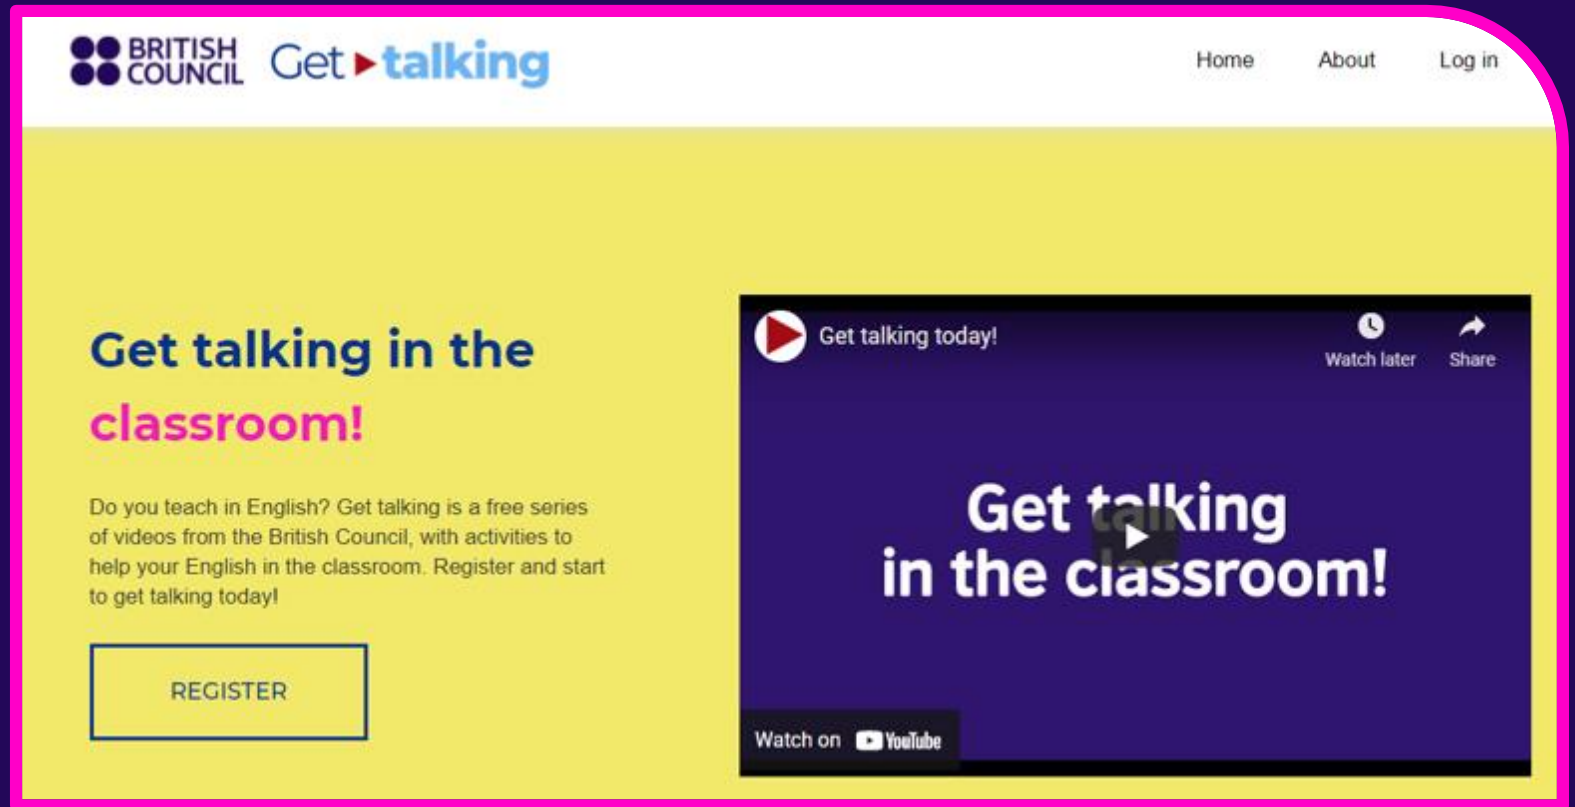 BRITISH
COUNCIL
Get talking
Home About Log in
Get talking in the
classroom!
Do you teach in English? Get talking is a free series
of videos from the British Council, with activities to
help your English in the classroom. Register and start
to get talking today!
REGISTER
Get talking today!
Watch later Share
Get talking
in the classroom!
Watch on YouTube